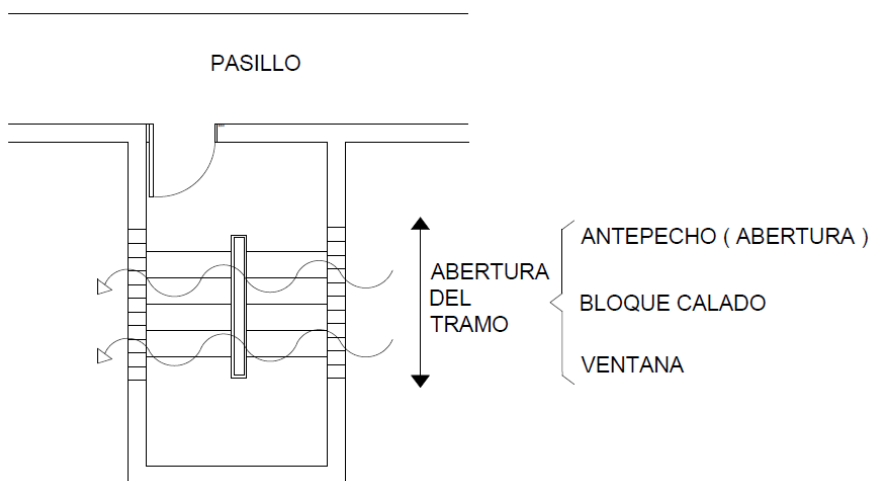 PASILLO
ABERTURA
DEL
TRAMO
ANTEPECHO ( ABERTURA )
BLOQUE CALADO
VENTANA